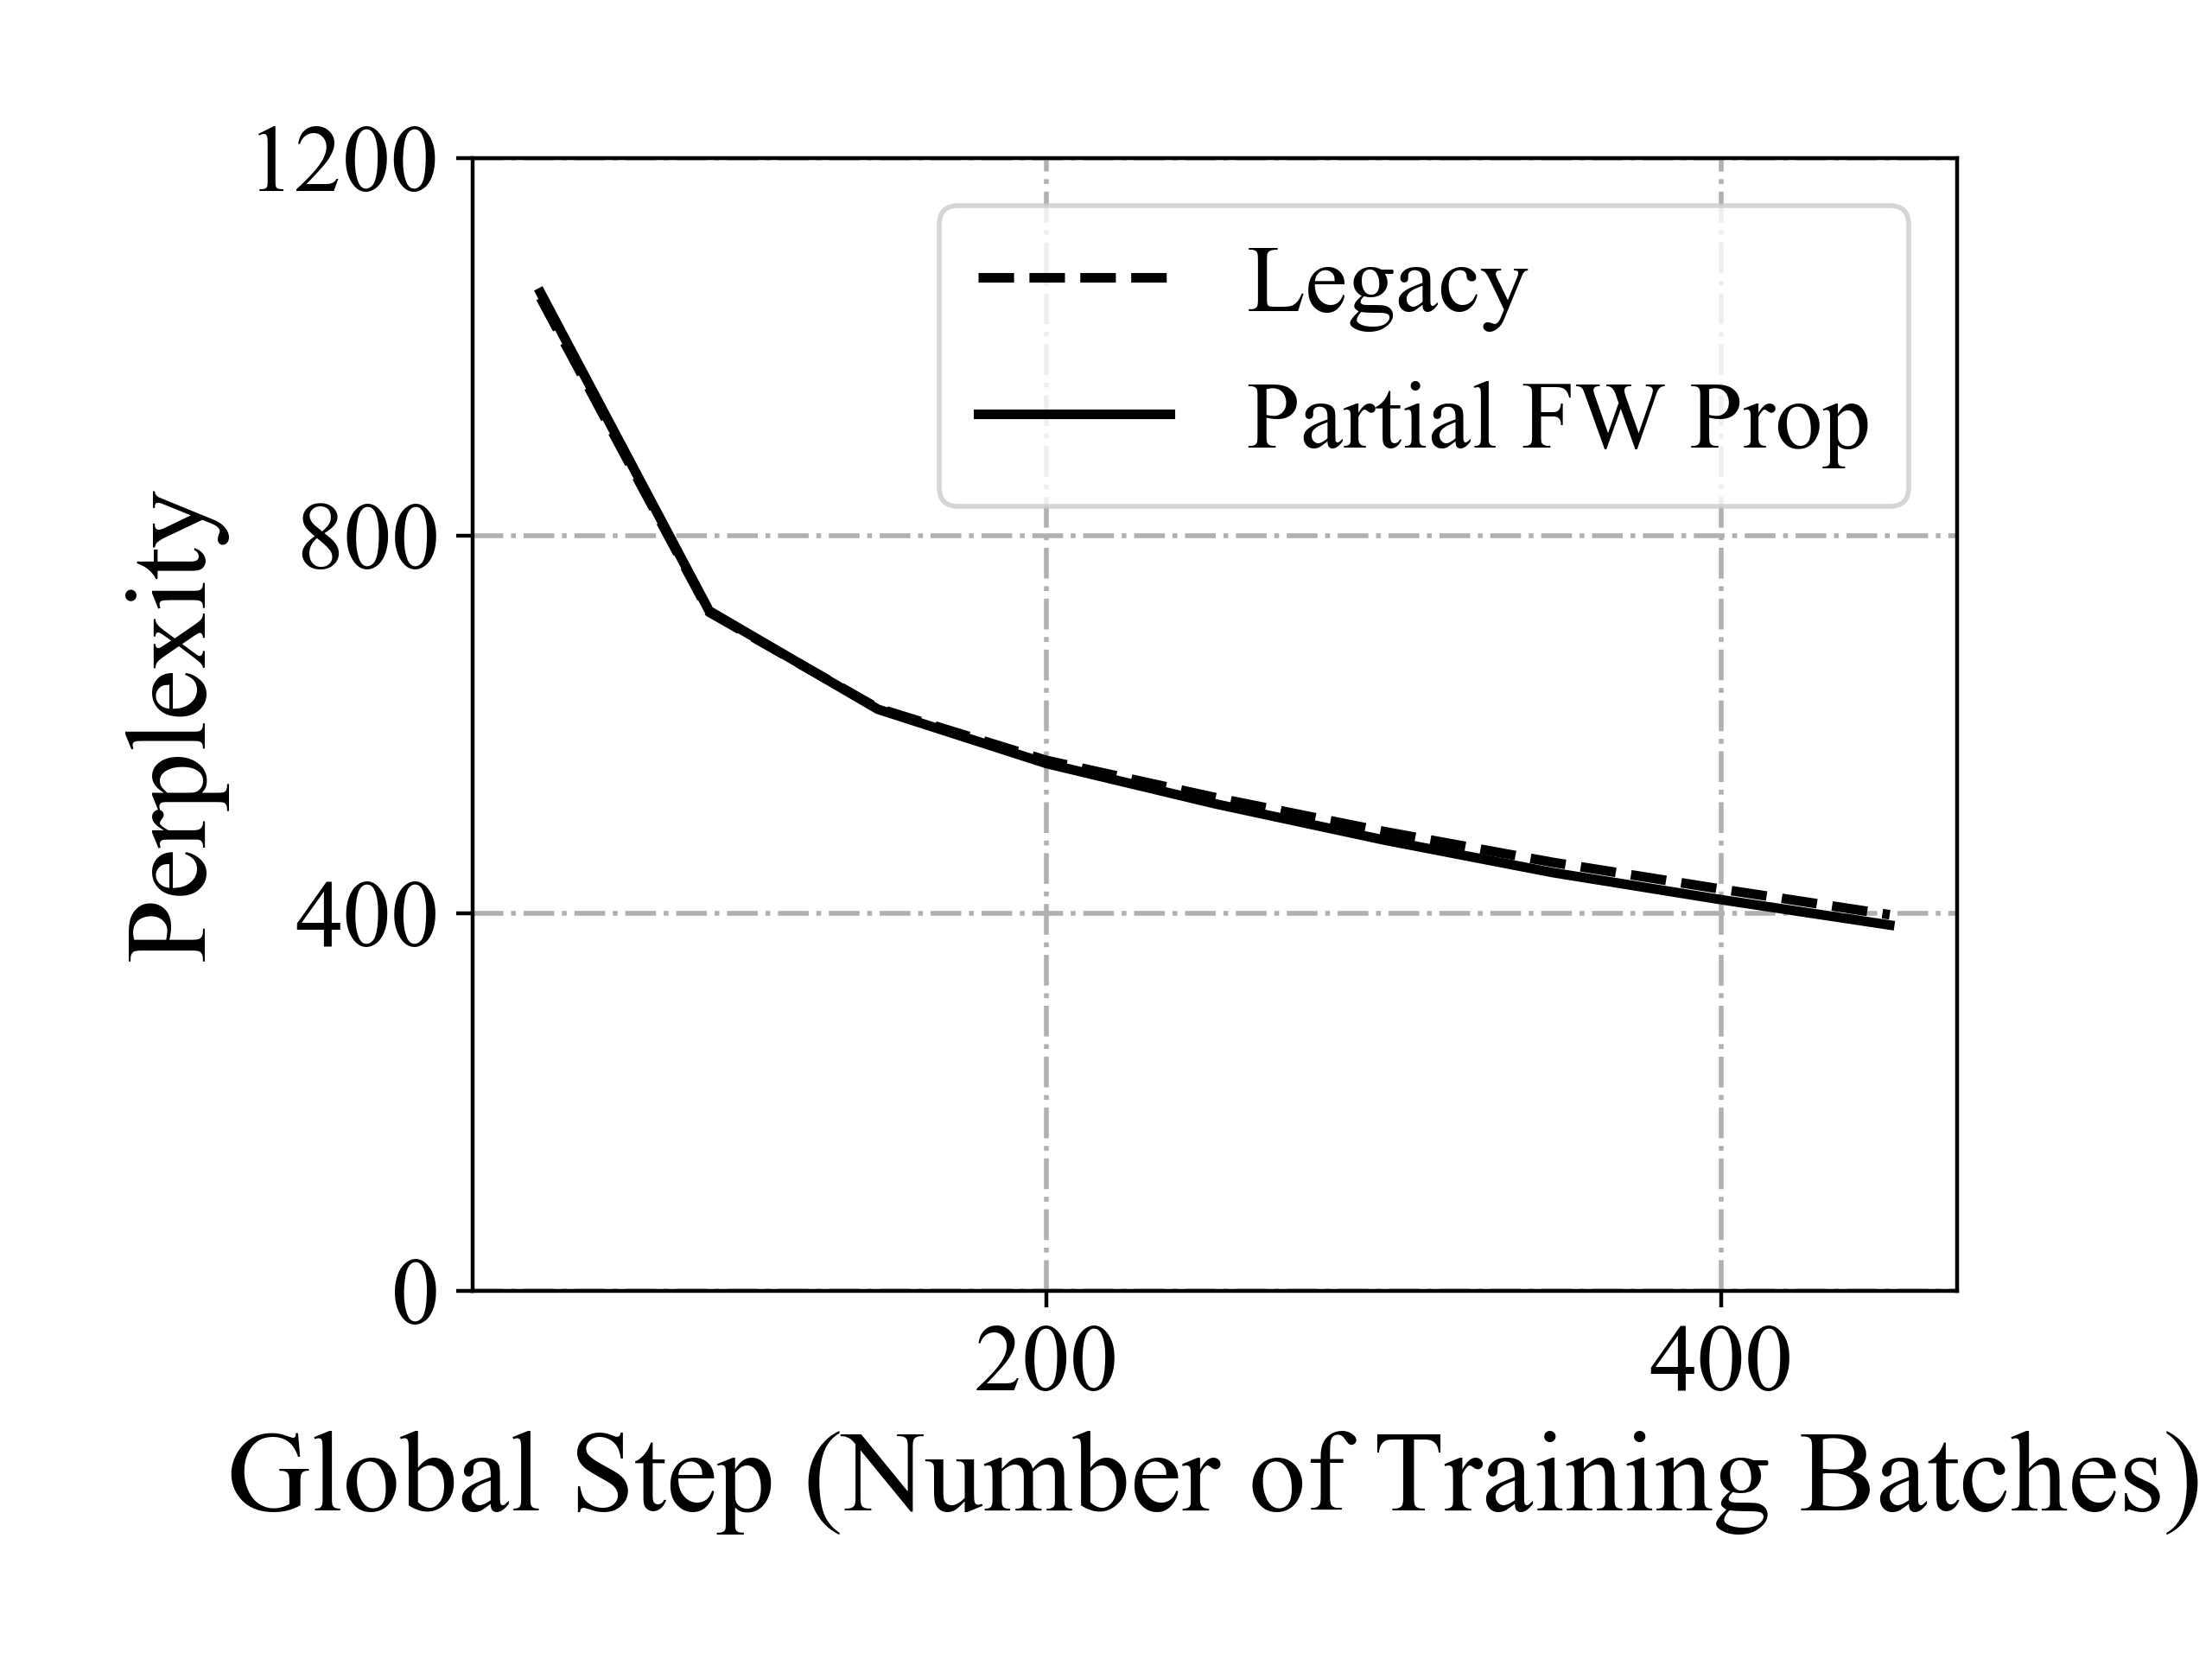 1200
800
400
0
Perplexity
Legacy
Partial FW Prop
200
400
Global Step (Number of Training Batches)